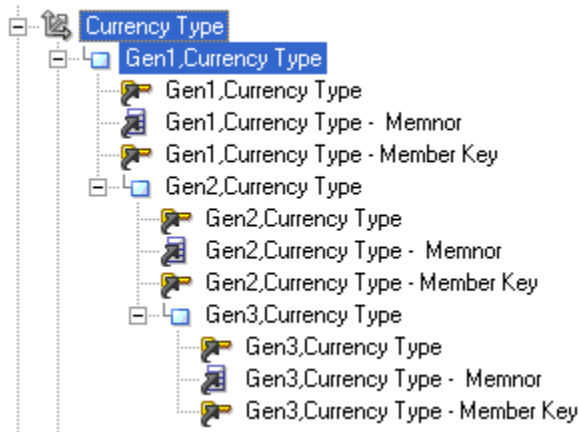 Currency Type
Gen1,Currency Type
Gen1,Currency Type
Gen1,Currency Type - Memnor
Gen1,Currency Type - Member Key
Gen2,Currency Type
Gen2,Currency Type
Gen2,Currency Type - Memnor
Gen2,Currency Type - Member Key
Gen3,Currency Type
Gen3,Currency Type
Gen3,Currency Type - Memnor
Gen3,Currency Type - Member Key